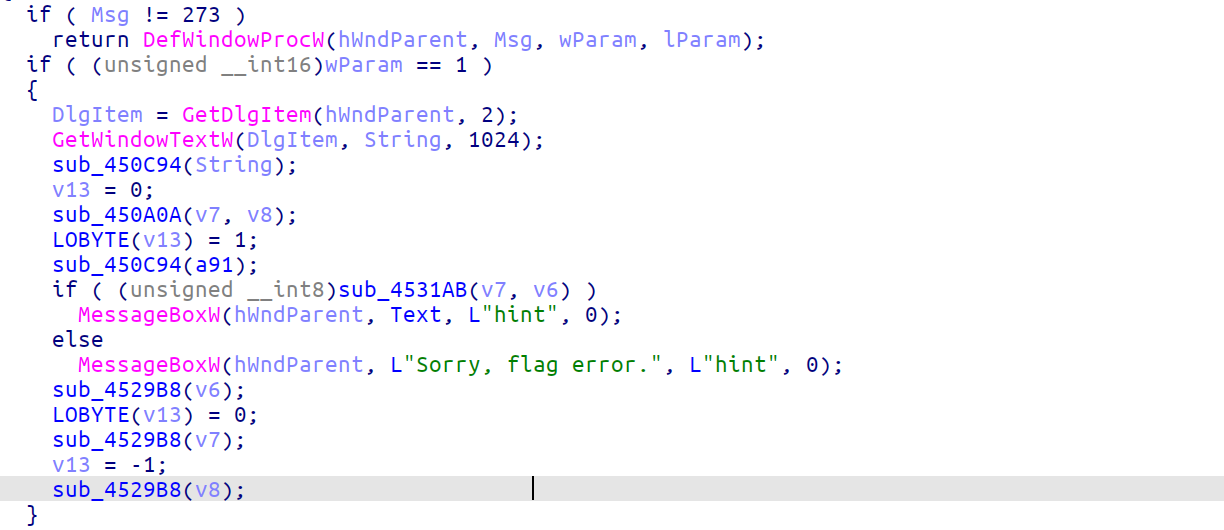 if ( Msg != 273 )
return DefWindowProcW(hWndParent, Msg, wParam, lParam);
if ( (unsigned __int16)wParam == 1 )
{
DlgItem = GetDlgItem(hWndParent, 2);
GetWindowTextW(DlgItem, String, 1024);
sub_450C94(String);
v13 = 0;
sub_450A0A(v7, v8);
LOBYTE(v13) = 1;
sub_450C94(a91);
if ( (unsigned __int8)sub_4531AB(v7, v6) )
MessageBoxW(hWndParent, Text, L"hint", 0);
else
MessageBoxW(hWndParent, L"Sorry, flag error.", L"hint", 0);
sub_4529B8(v6);
LOBYTE(v13) = 0;
sub_4529B8(v7);
v13 = -1;
sub_4529B8(v8);
}